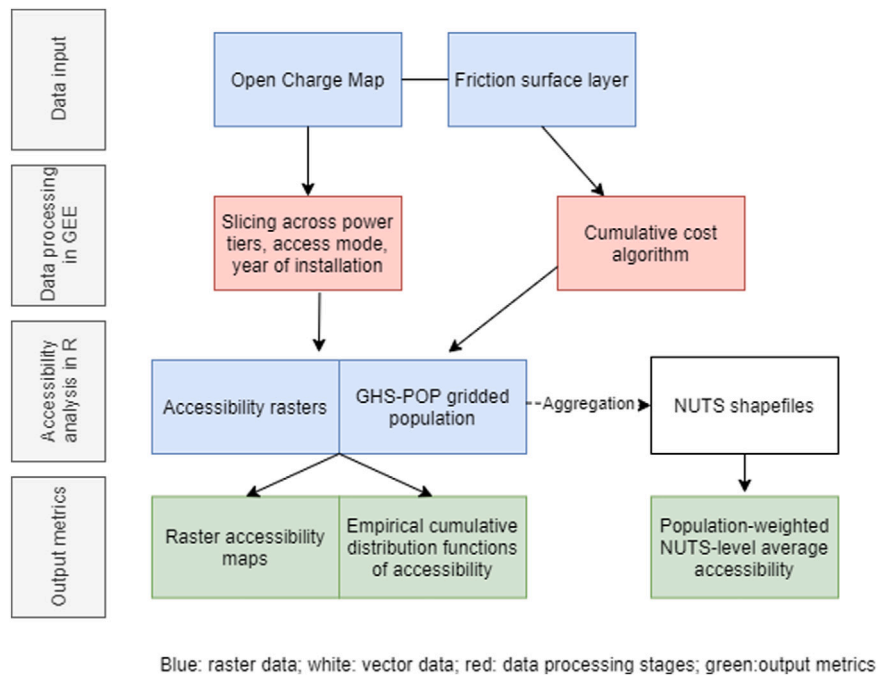 Data input
Open Charge Map
Friction surface layer
Data processing
in GEE
Slicing across power
tiers, access mode,
year of installation
Cumulative cost
algorithm
Accessibility
analysis in R
Accessibility rasters
GHS-POP gridded
population
Aggregation
NUTS shapefiles
Output metrics
Raster accessibility
maps
Empirical cumulative
distribution functions
of accessibility
Population-weighted
NUTS-level average
accessibility
Blue: raster data; white: vector data; red: data processing stages; green:output metrics